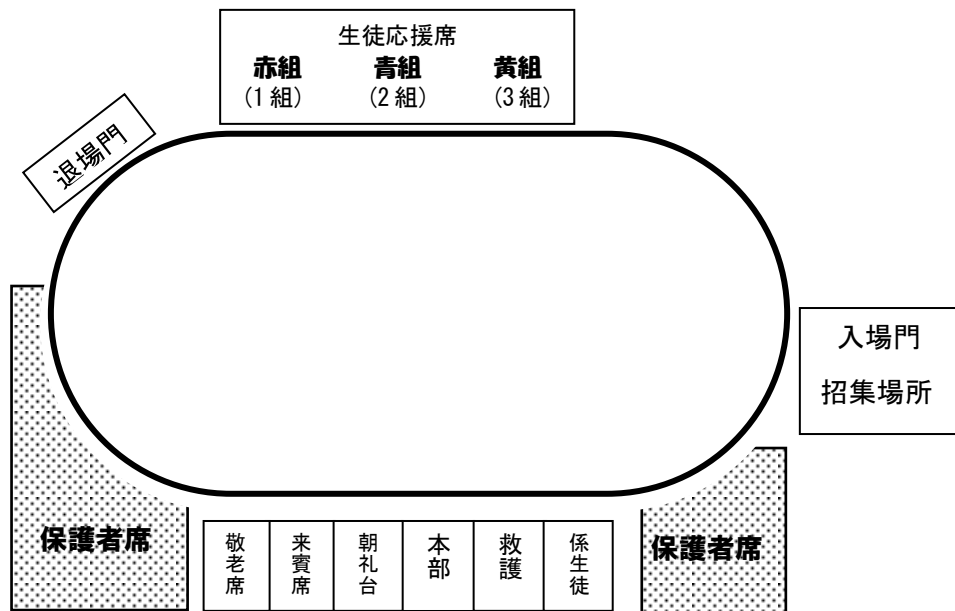 生徒応援席
赤組 青組 黄組
(1組) (2組) (3組)
退場門
入場門
招集場所
保護者席
敬老席
来賓席
朝礼台
本部
救護
係生徒
保護者席